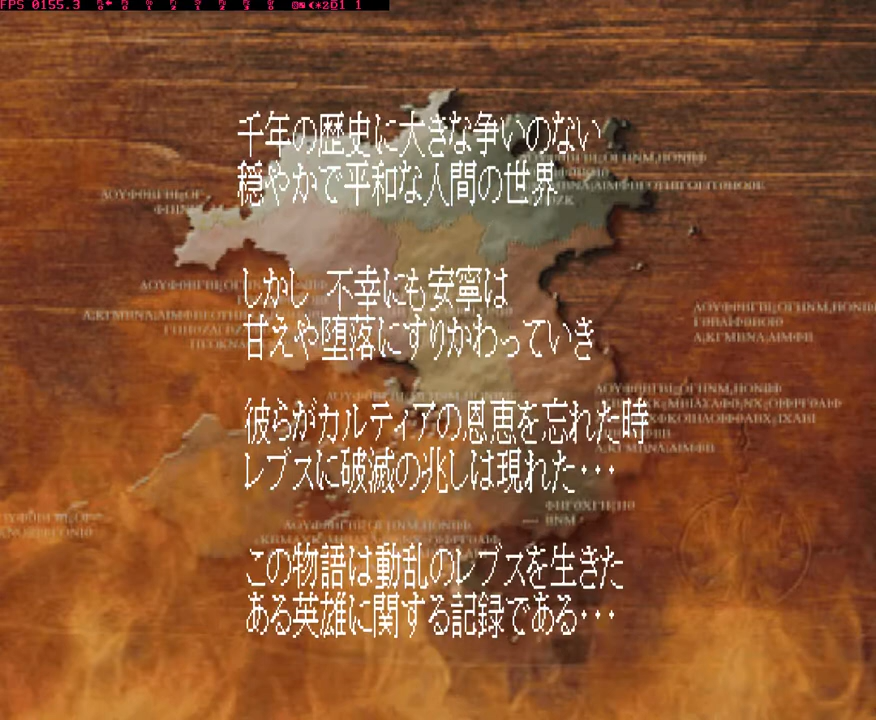 FPS 0155.3
千年の歴史に大きな争いのない
穏やかで平和な人間の世界
しかし 不幸にも安寧は
甘えや堕落にすりかわっていき
彼らがカルティアの恩恵を忘れた時
レブスに破滅の兆しは現れた・・・
この物語は動乱のレブスを生きた
ある英雄に関する記録である・・・